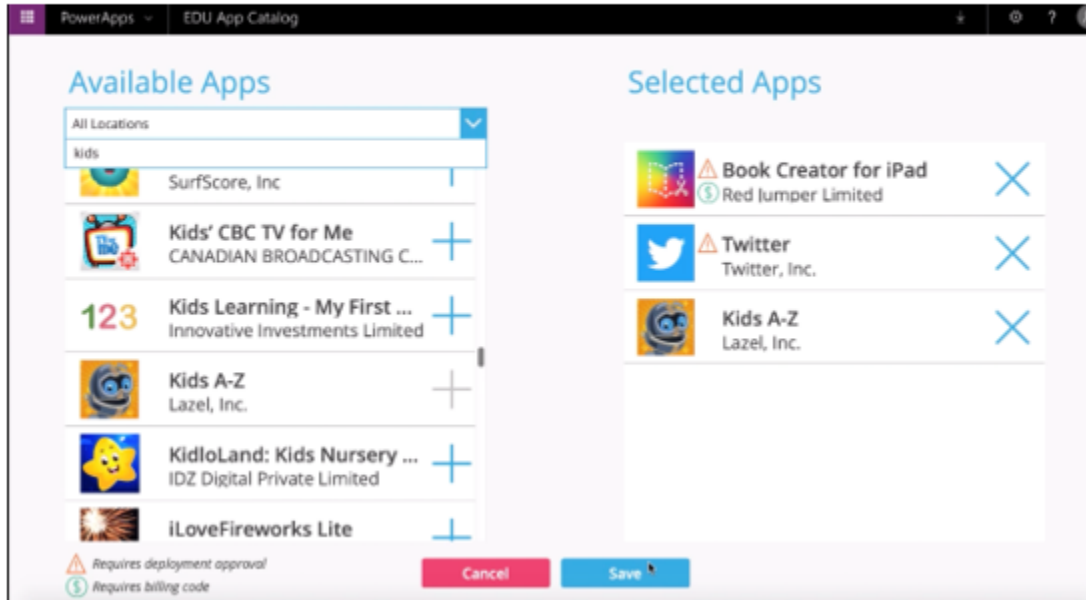 PowerApps
EDU App Catalog
?
Available Apps
All Locations
kids
SurfScore, Inc
Kids' CBC TV for Me
CANADIAN BROADCASTING C...
123
Kids Learning - My First ...
Innovative Investments Limited
Kids A-Z
Lazel, Inc.
KidloLand: Kids Nursery ...
IDZ Digital Private Limited
iLoveFireworks Lite
Requires deployment approval
$ Requires billing code
Selected Apps
Book Creator for iPad
$ Red Jumper Limited
Twitter
Twitter, Inc.
Kids A-Z
Lazel, Inc.
Cancel
Save